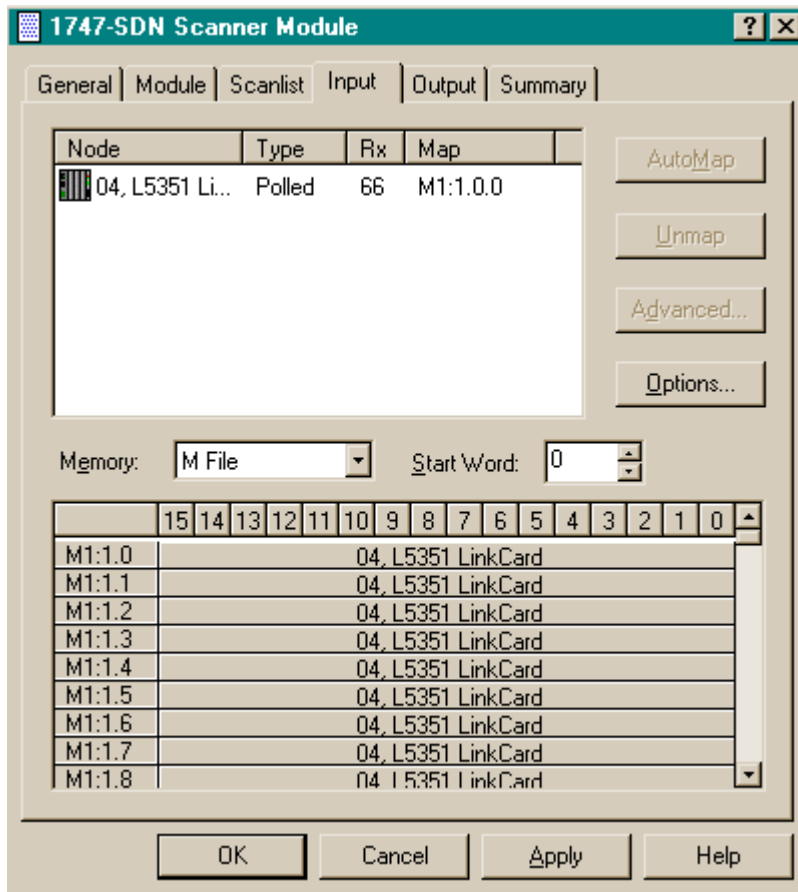 1747-SDN Scanner Module
General Module Scanlist Input Output Summary
Node Type Rx Map
04, L5351 Li... Polled 66 M1:1.0.0
AutoMap
Unmap
Advanced...
Options...
Memory: M File Start Word: 0
15 14 13 12 11 10 9 8 7 6 5 4 3 2 1 0
M1:1.0 04, L5351 LinkCard
M1:1.1 04, L5351 LinkCard
M1:1.2 04, L5351 LinkCard
M1:1.3 04, L5351 LinkCard
M1:1.4 04, L5351 LinkCard
M1:1.5 04, L5351 LinkCard
M1:1.6 04, L5351 LinkCard
M1:1.7 04, L5351 LinkCard
M1:1.8 04, L5351 LinkCard
OK Cancel Apply Help